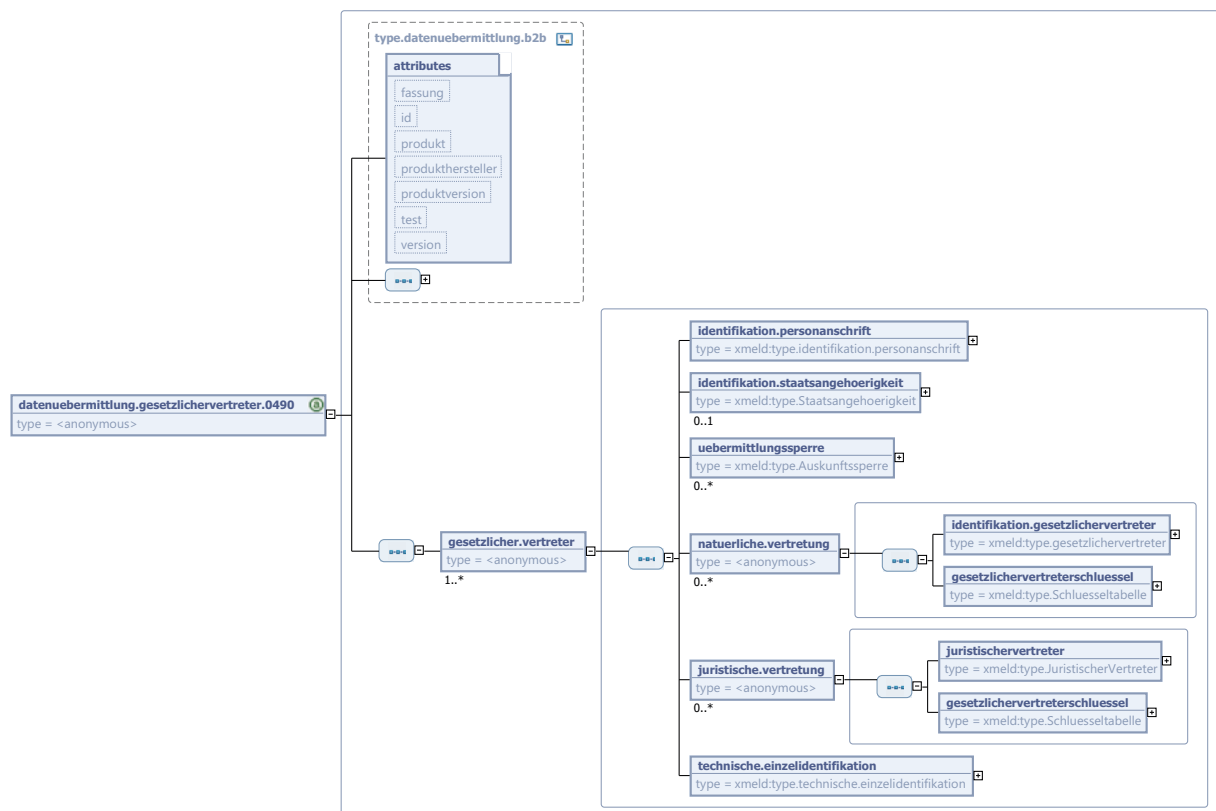 type.datenuebermittlung.b2b
attributes
fassung
id
produkt
produkthersteller
produktversion
test
version
datenuebermittlung.gesetzlichervertreter.0490
type = <anonymous>
gesetzlicher.vertreter
type = <anonymous>
1..*
identifikation.personanschrift
type = xmeld:type.identifikation.personanschrift
identifikation.staatsangehoerigkeit
type = xmeld:type.Staatsangehoerigkeit
0..1
uebermittlungssperre
type = xmeld:type.Auskunftssperre
0..*
natuerliche.vertretung
type = <anonymous>
0..*
identifikation.gesetzlichervertreter
type = xmeld:type.gesetzlichervertreter
gesetzlichervertreterschluessel
type = xmeld:type.Schluesseltabelle
juristische.vertretung
type = <anonymous>
0..*
juristischervertreter
type = xmeld:type.JuristischerVertreter
gesetzlichervertreterschluessel
type = xmeld:type.Schluesseltabelle
technische.einzelidentifikation
type = xmeld:type.technische.einzelidentifikation